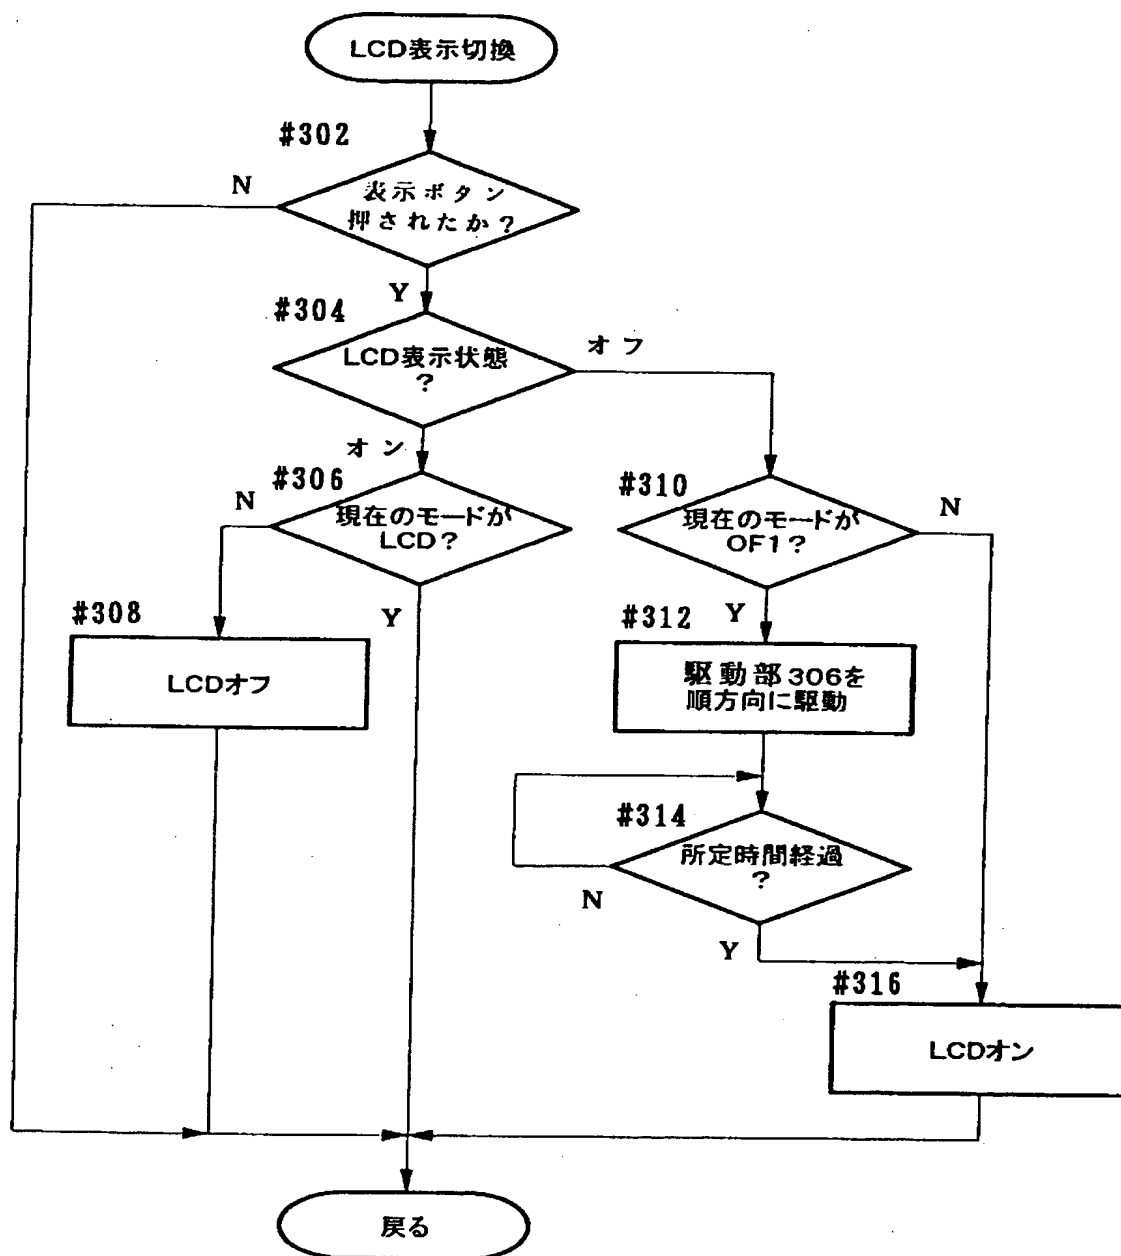 LCD表示切換
#302
N
表示ボタン
押されたか?
Y
#304
LCD表示状態
?
オフ
オン
#306
N
現在のモードが
LCD?
Y
#308
LCDオフ
#310
現在のモードが
OF1?
N
Y
#312
駆動部306を
順方向に駆動
#314
所定時間経過
?
N
Y
#316
LCDオン
戻る